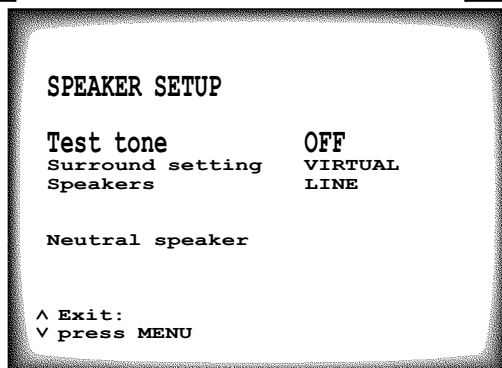 SPEAKER SETUP
Test tone OFF
Surround setting VIRTUAL
Speakers LINE
Neutral speaker
∧ Exit:
∨ press MENU